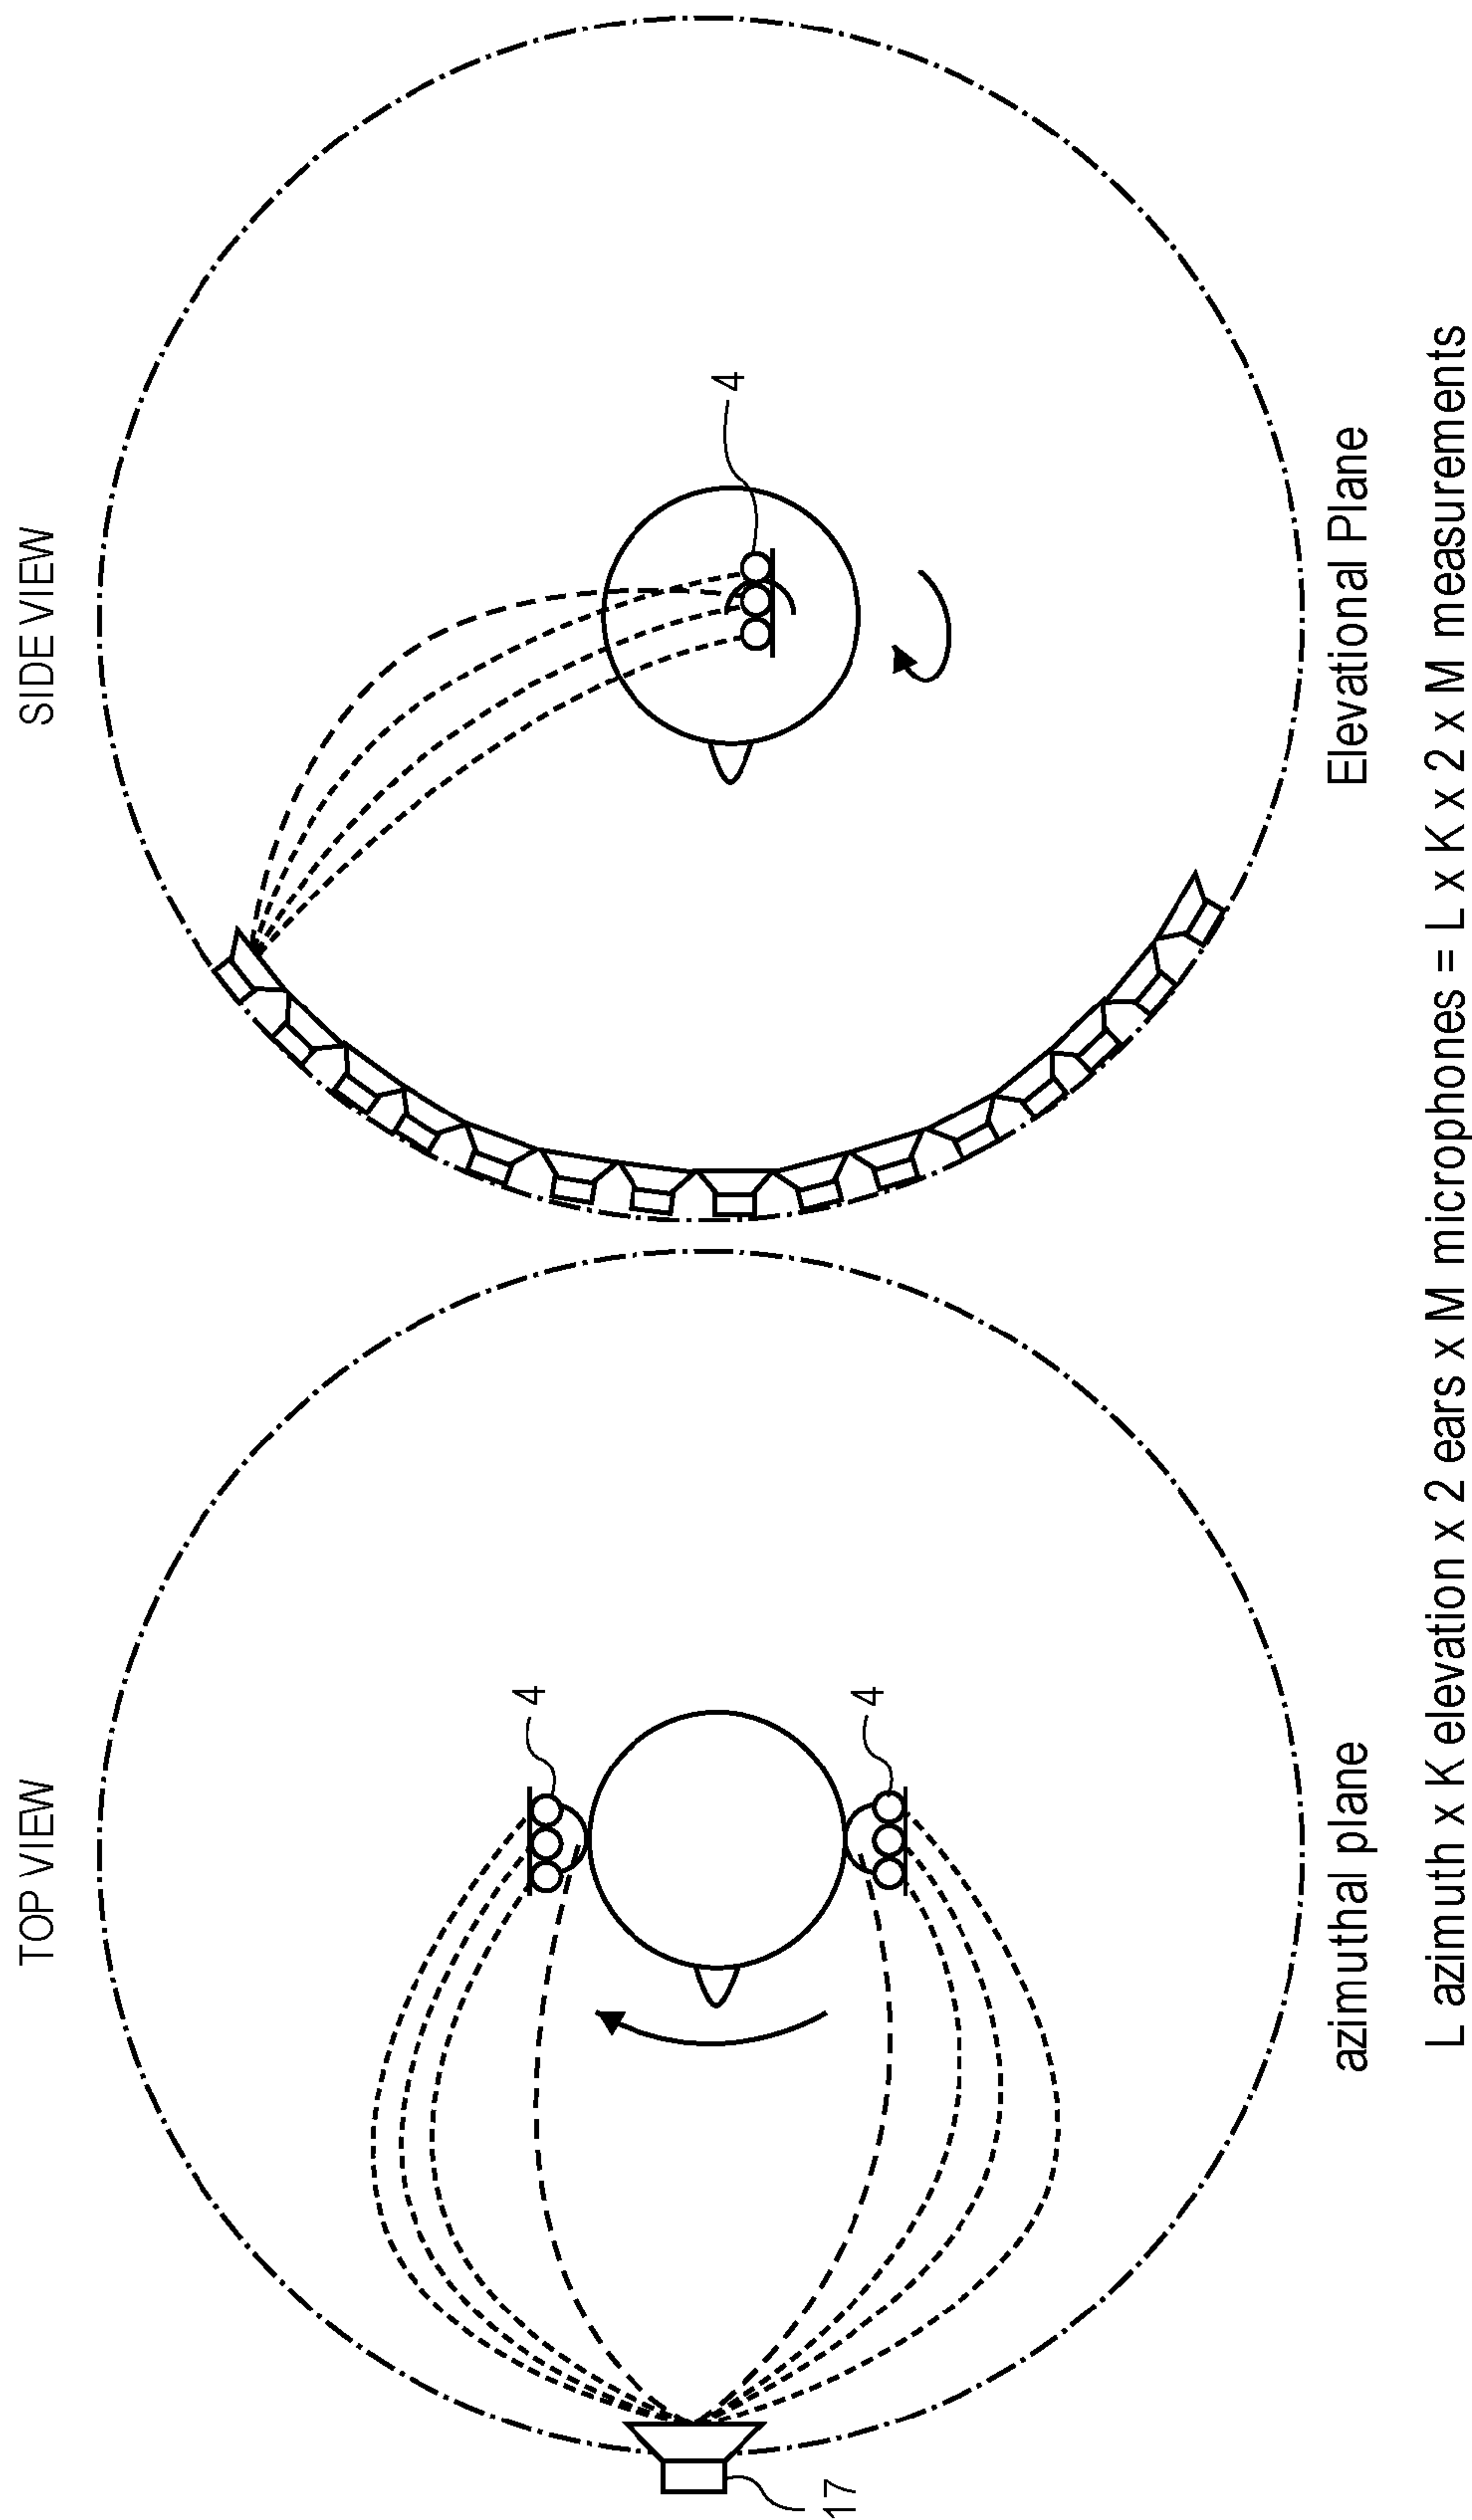 TOP VIEW
SIDE VIEW
4
4
4
17
azimuthal plane
Elevational Plane
L azimuth x K elevation x 2 ears x M microphones = L x K x 2 x M measurements